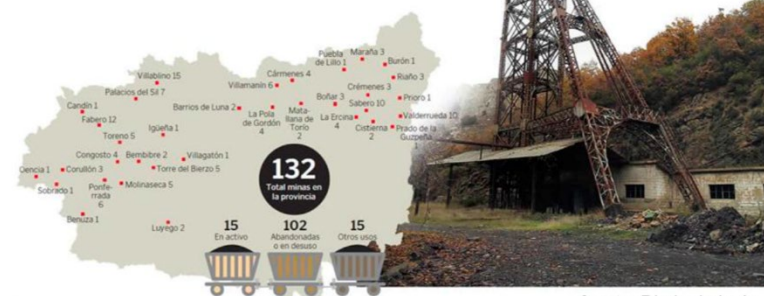 Puebla
de Lillo 1
Maraña 3
Burón 1
Villablino 15
Cármenes 4
Riaño 3
Palacios del Sil 7
Villamanín 6
Crémenes 3
Boñar 3
Prioro 1
Candín 1
Barrios de Luna 2
Sabero 10
Fabero 12
La Pola
de Gordón
4
Mata-
llana de
Torío
2
La Ercina
4
Valderrueda 10
Igüeña 1
Cistierna
2
Prado de la
Guzpeña
1
Toreno 5
Congosto 4
Bembibre 2
Villagatón 1
Oencia 1
Corullón 3
Torre del Bierzo 5
Sobrado 1
Ponfe-
rrada
6
Molinaseca 5
Benuza 1
Luyego 2
132
Total minas en
la provincia
15
En activo
102
Abandonadas
o en desuso
15
Otros usos